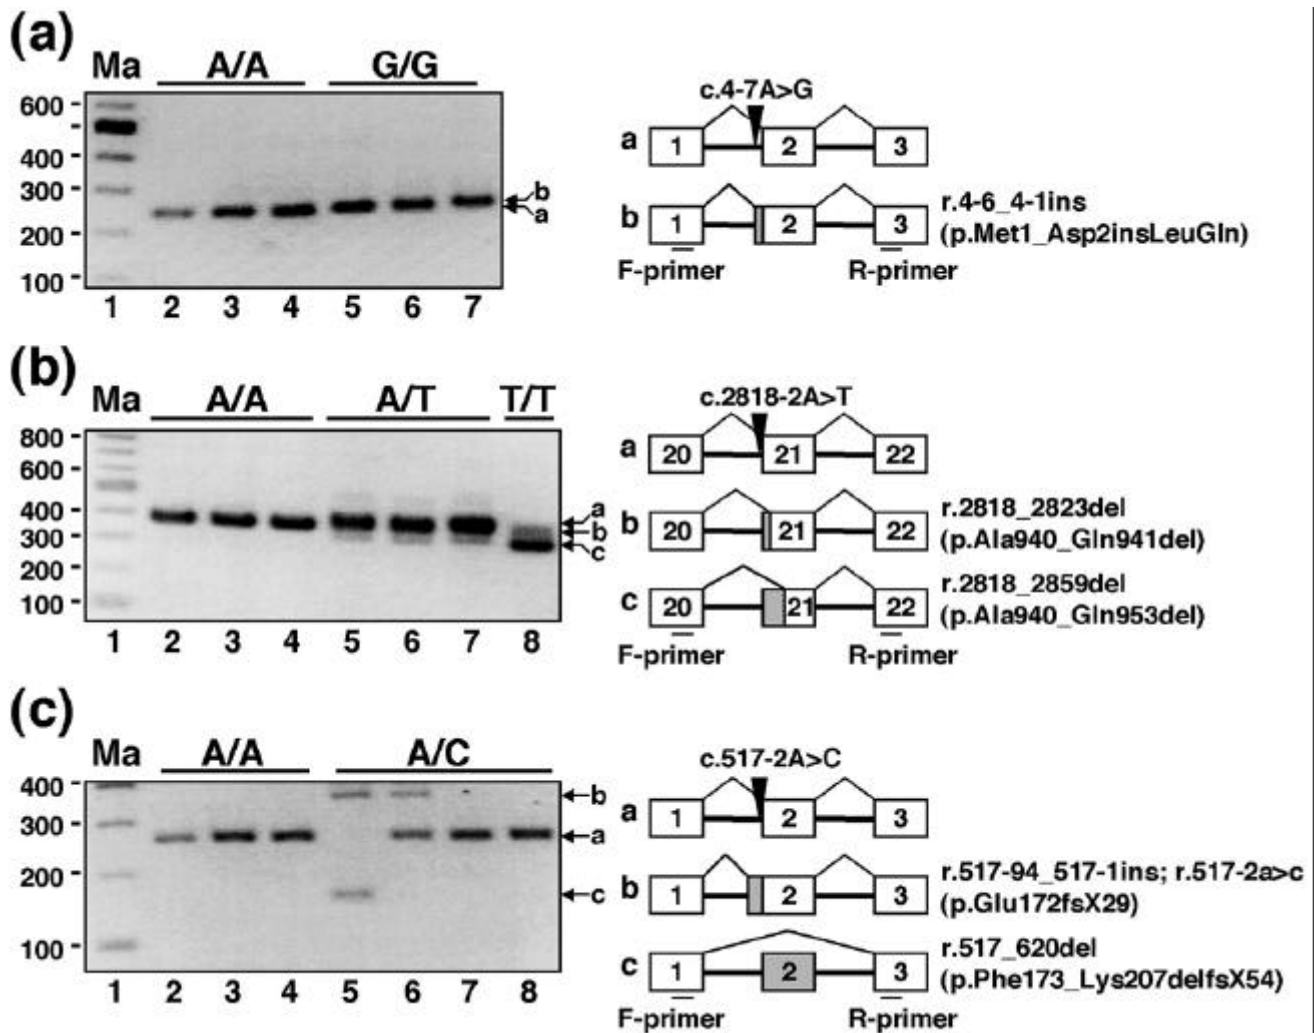 (a)
Ma A/A G/G
600
400
300
200
100
b
a
1 2 3 4 5 6 7
c.4-7A>G
a 1 2 3
b 1 2 3
r.4-6_4-1ins
(p.Met1_Asp2insLeuGln)
F-primer R-primer
(b)
Ma A/A A/T T/T
800
600
400
300
200
100
a
b
c
1 2 3 4 5 6 7 8
c.2818-2A>T
a 20 21 22
b 20 21 22
r.2818_2823del
(p.Ala940_Gln941del)
c 20 21 22
r.2818_2859del
(p.Ala940_Gln953del)
F-primer R-primer
(c)
Ma A/A A/C
400
300
200
100
b
a
c
1 2 3 4 5 6 7 8
c.517-2A>C
a 1 2 3
b 1 2 3
r.517-94_517-1ins; r.517-2a>c
(p.Glu172fsX29)
c 1 2 3
r.517_620del
(p.Phe173_Lys207delfsX54)
F-primer R-primer